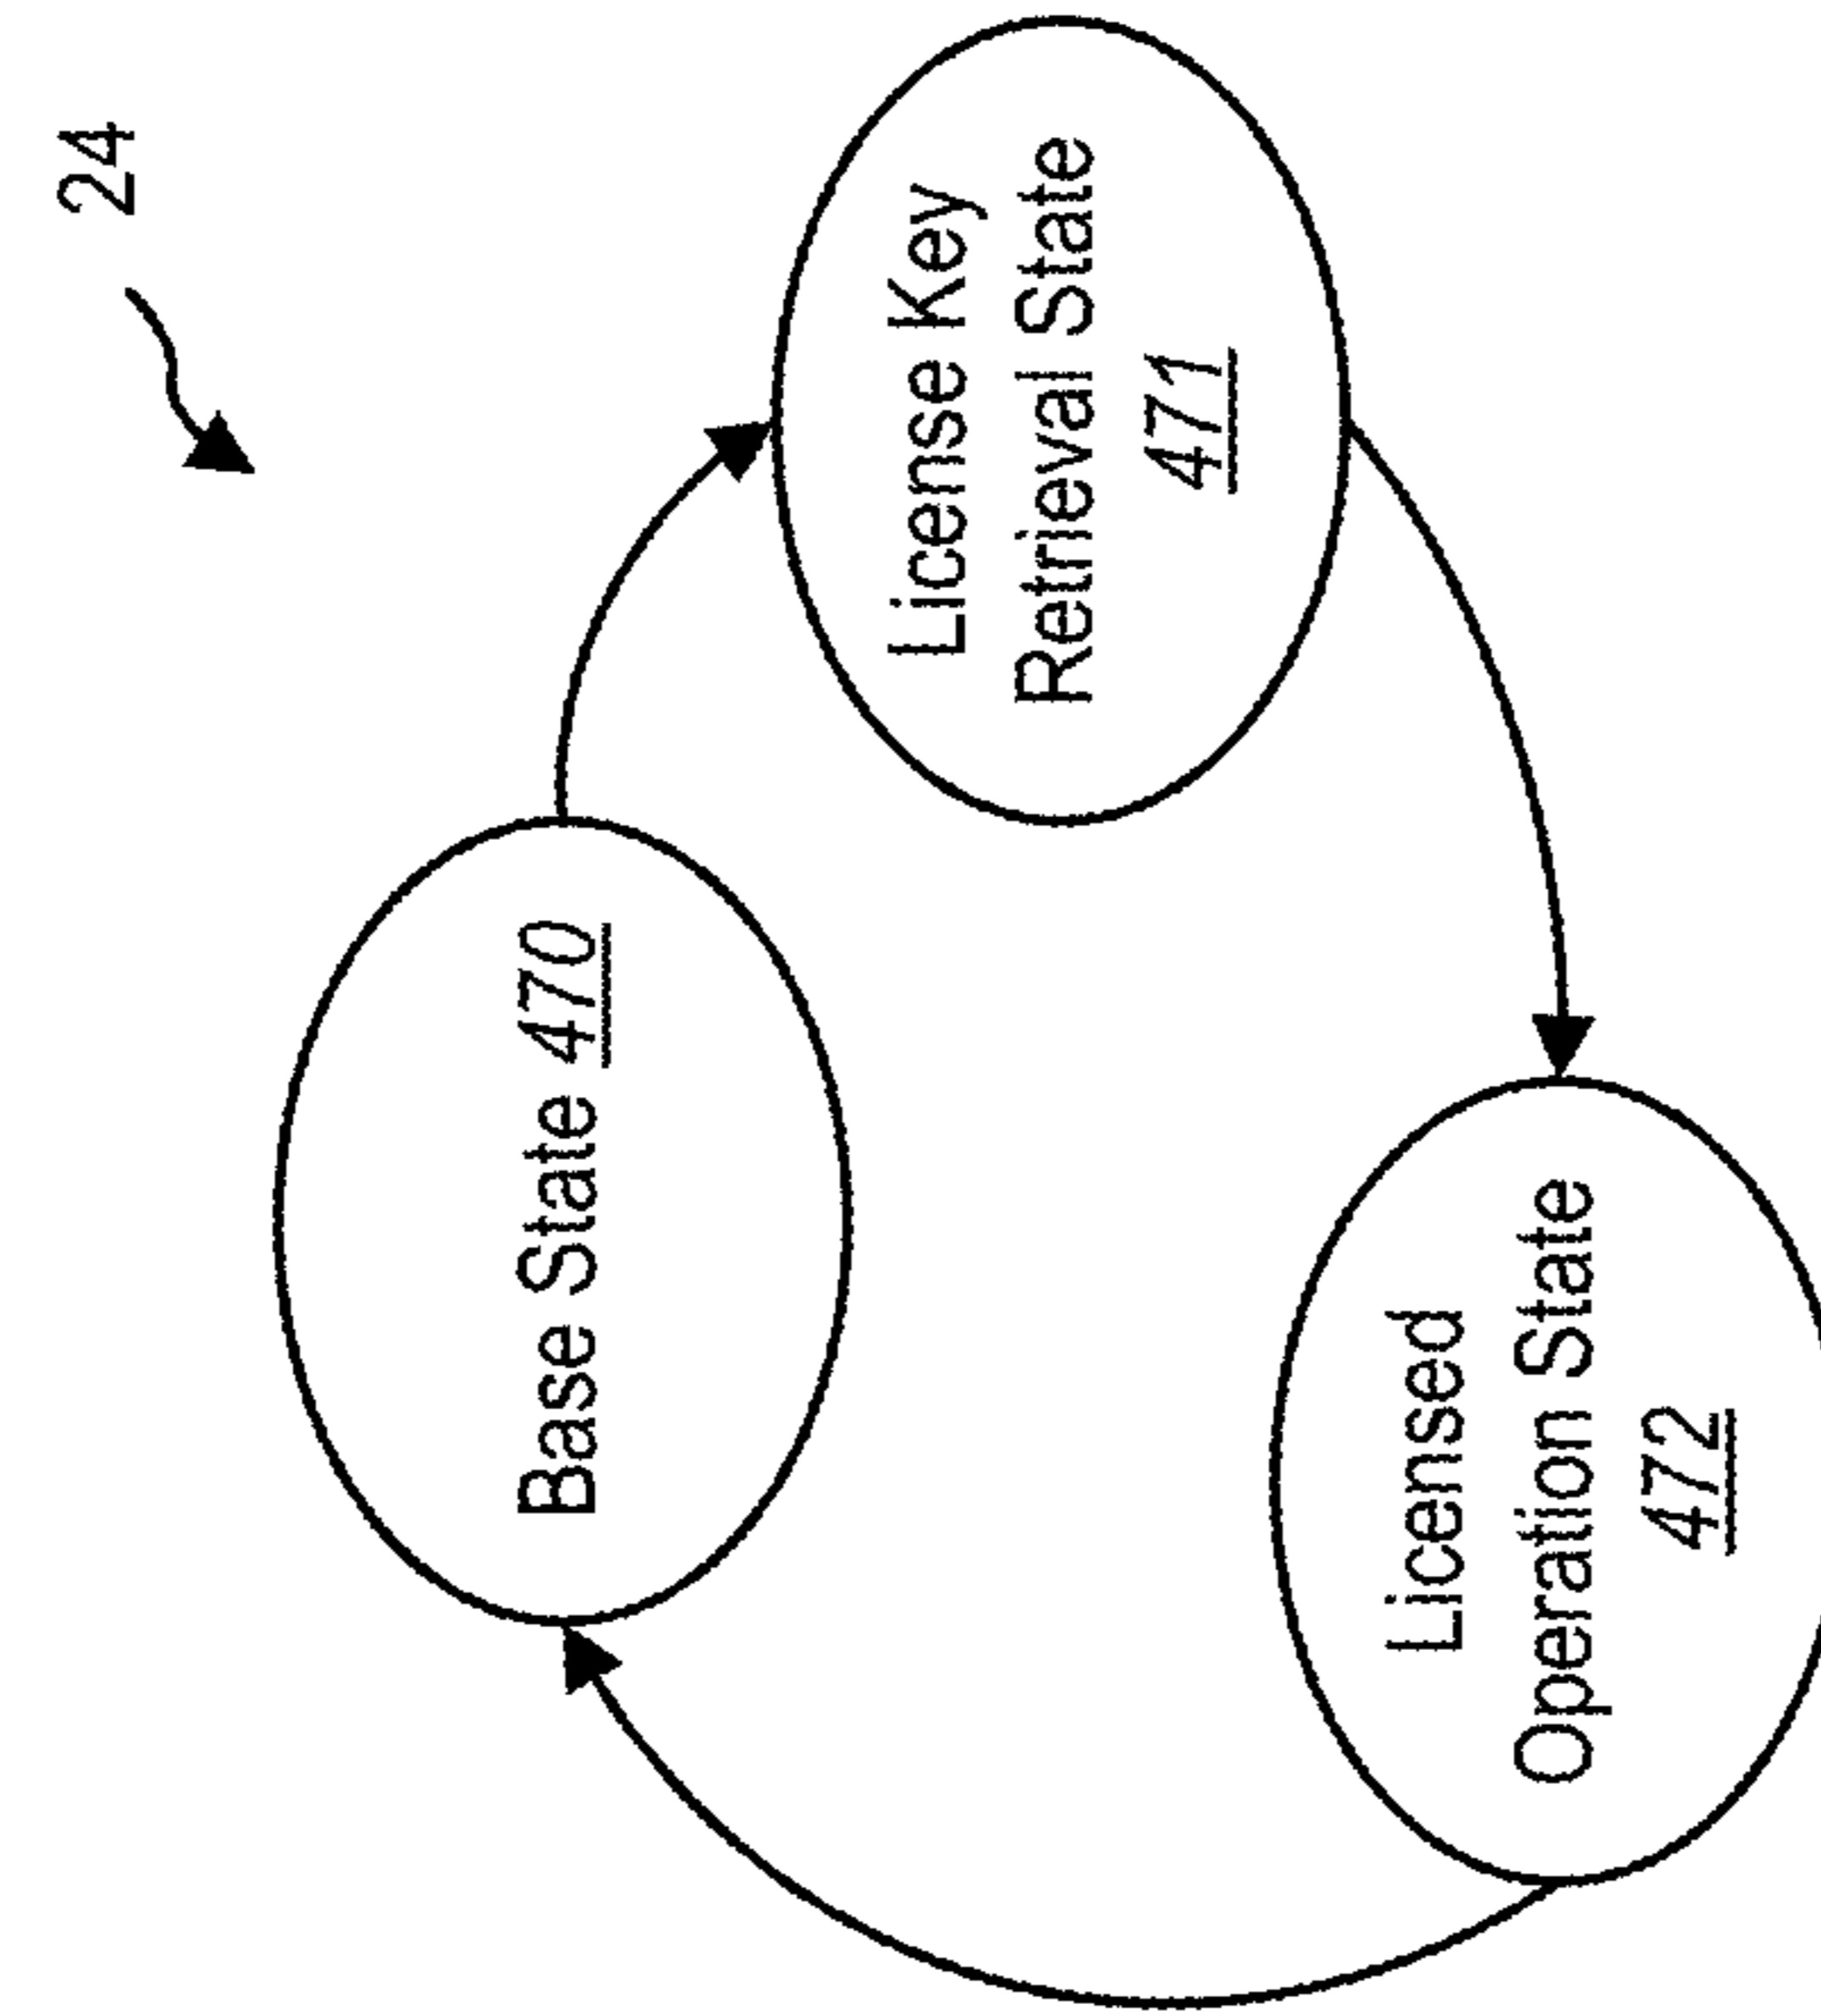 24
Base State 470
License Key
Retrieval State
471
Licensed
Operation State
472